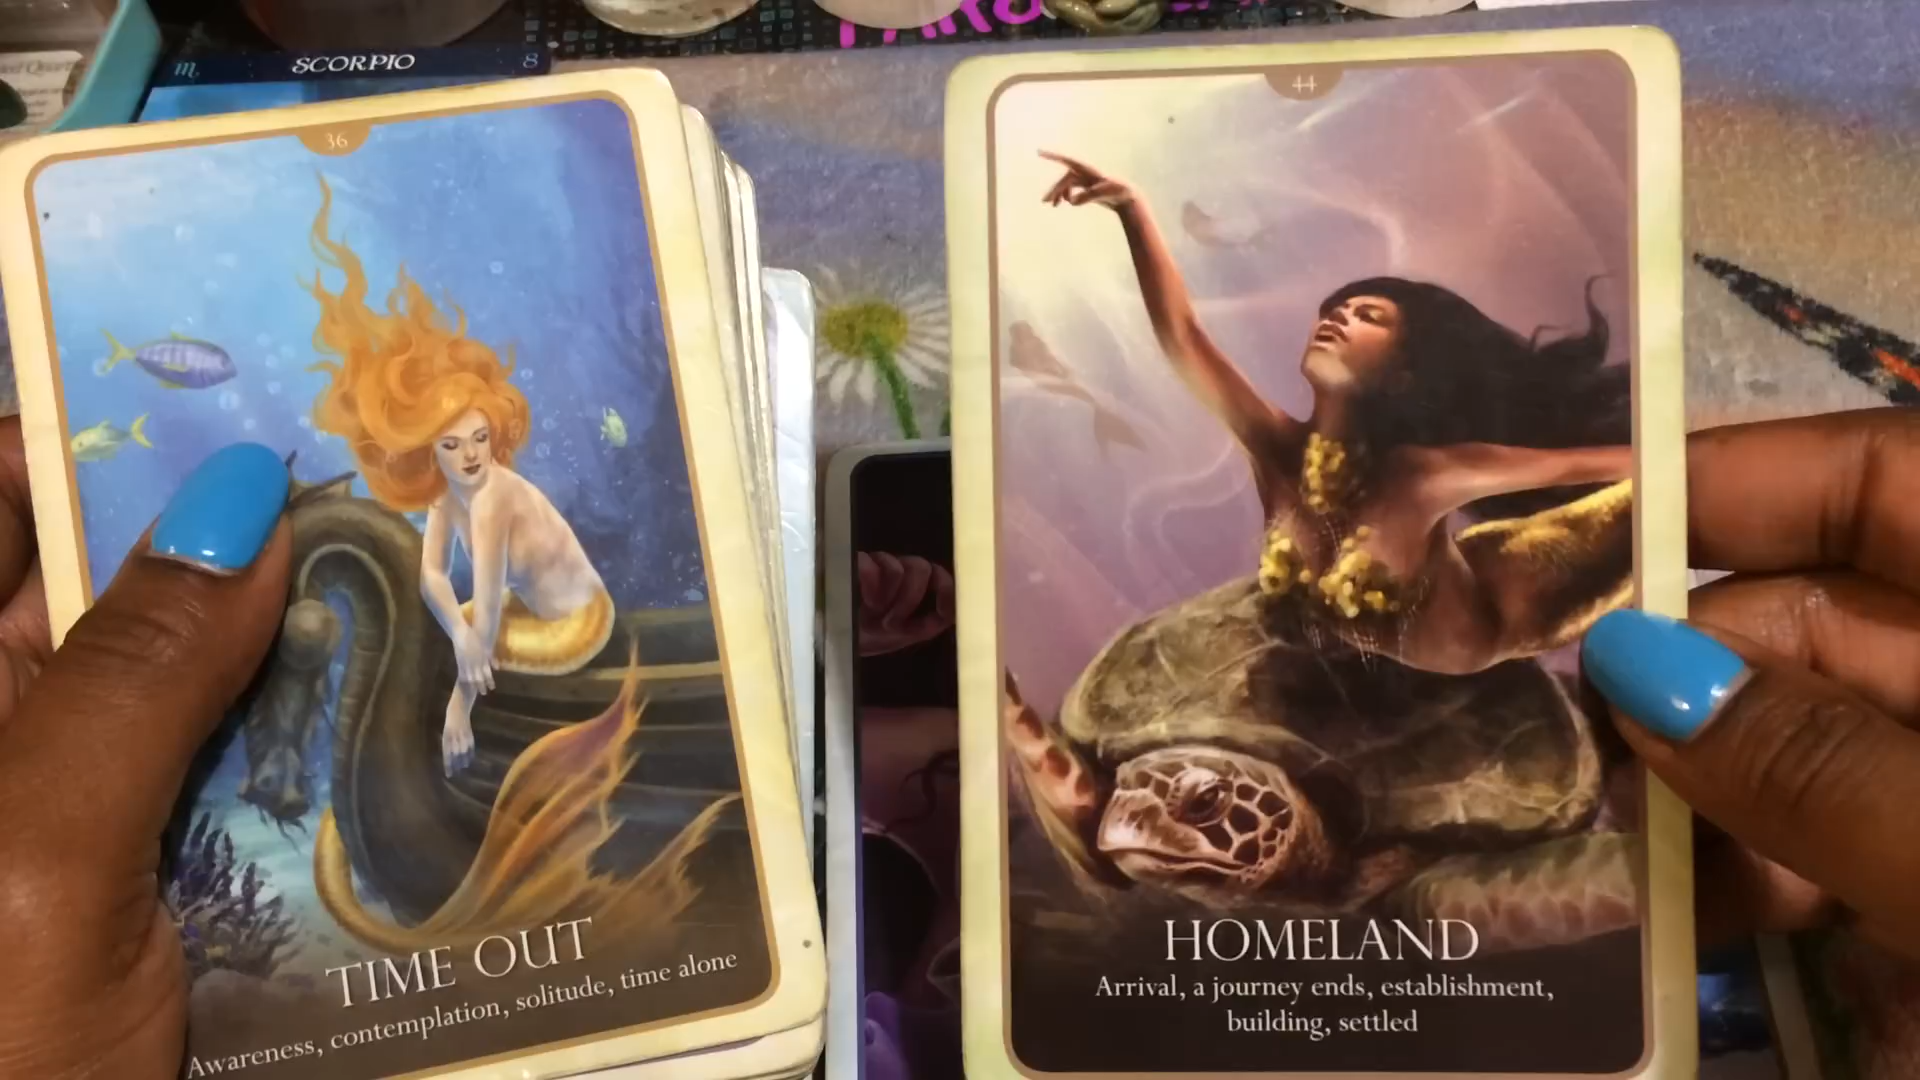 ♏ SCORPIO 8
36
TIME OUT
Awareness, contemplation, solitude, time alone
44
HOMELAND
Arrival, a journey ends, establishment,
building, settled